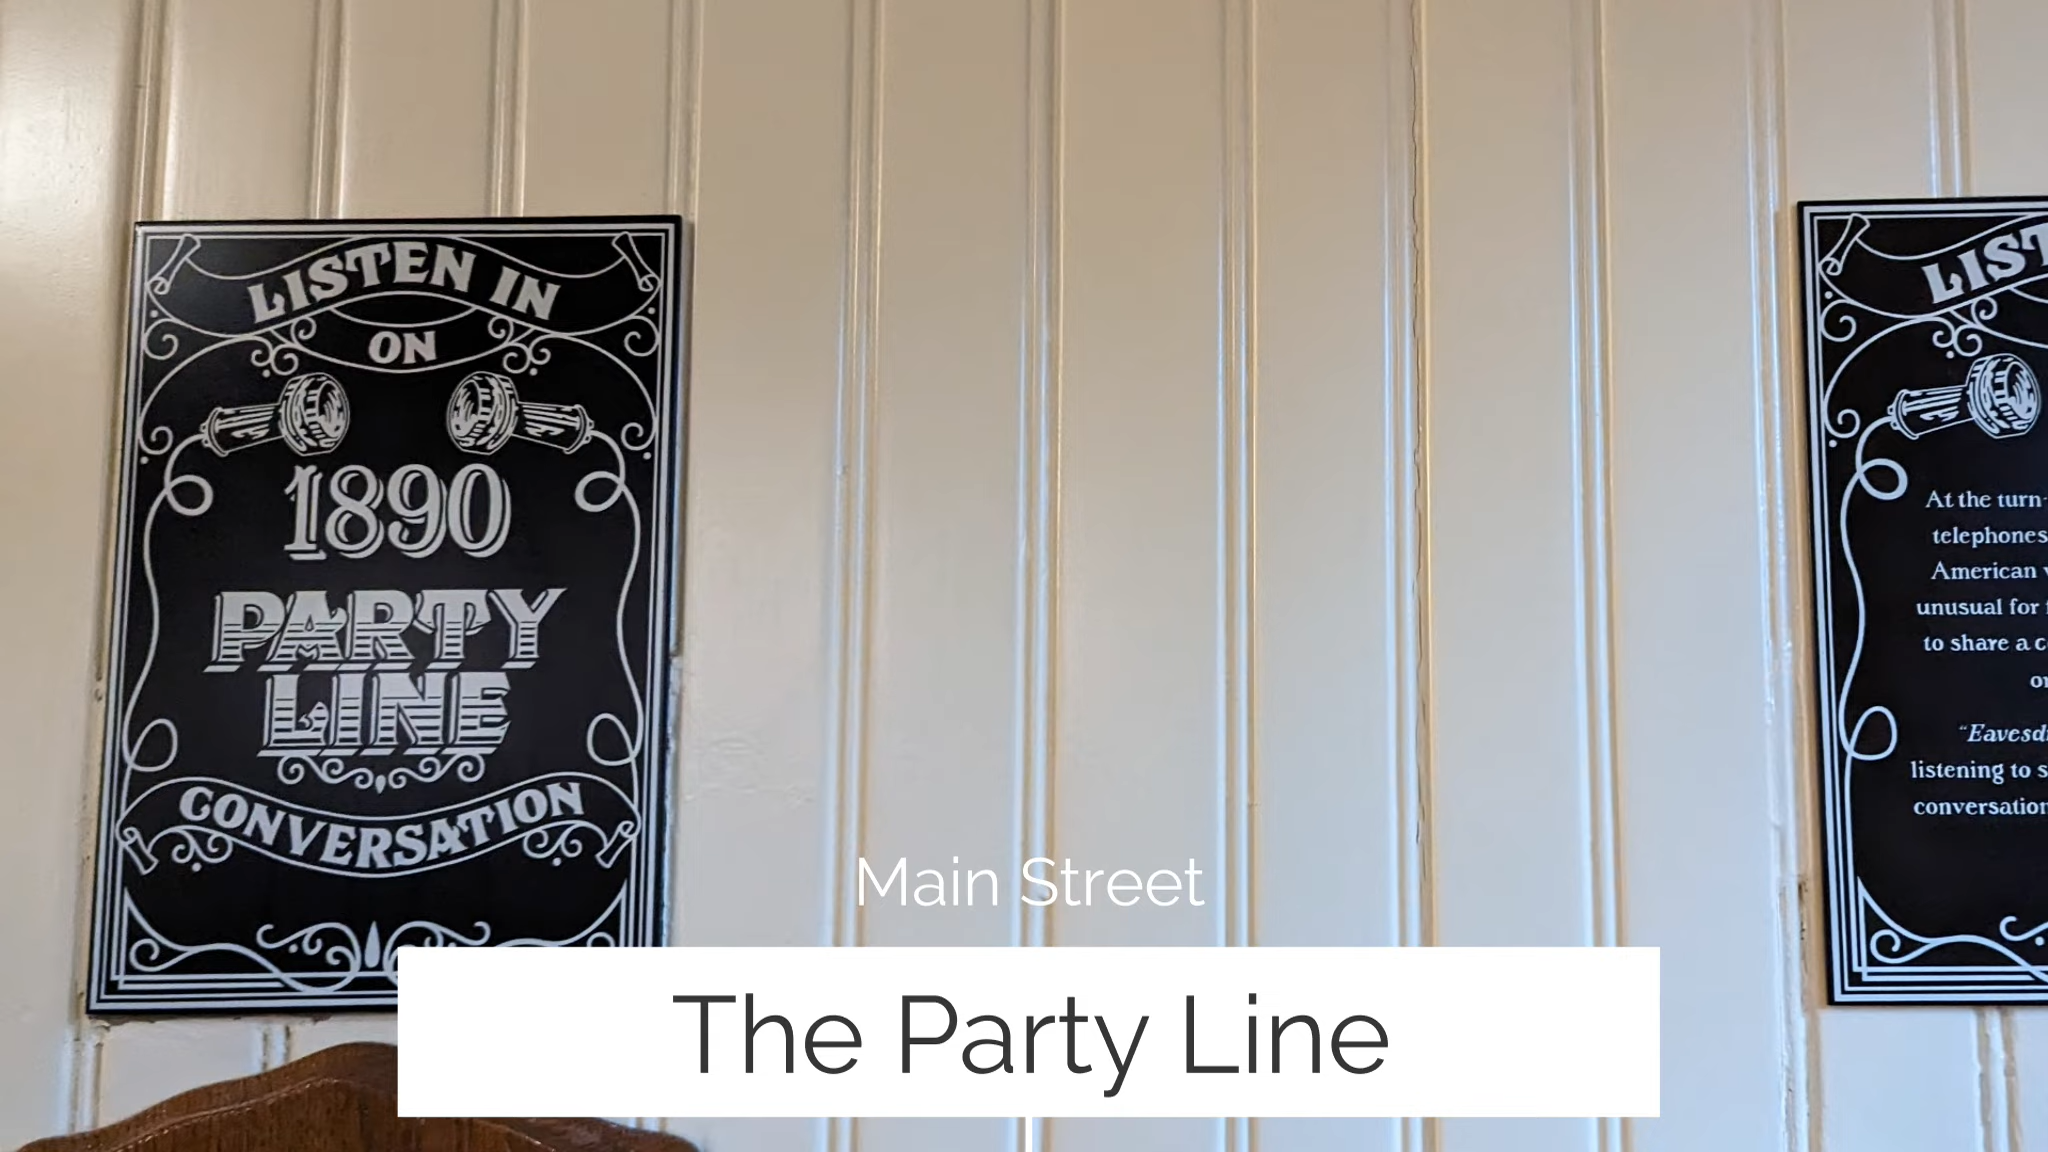 LISTEN IN
ON
1890
PARTY
LINE
CONVERSATION
At the turn-
telephones
American
unusual for
to share a
listening to
conversation
Main Street
The Party Line